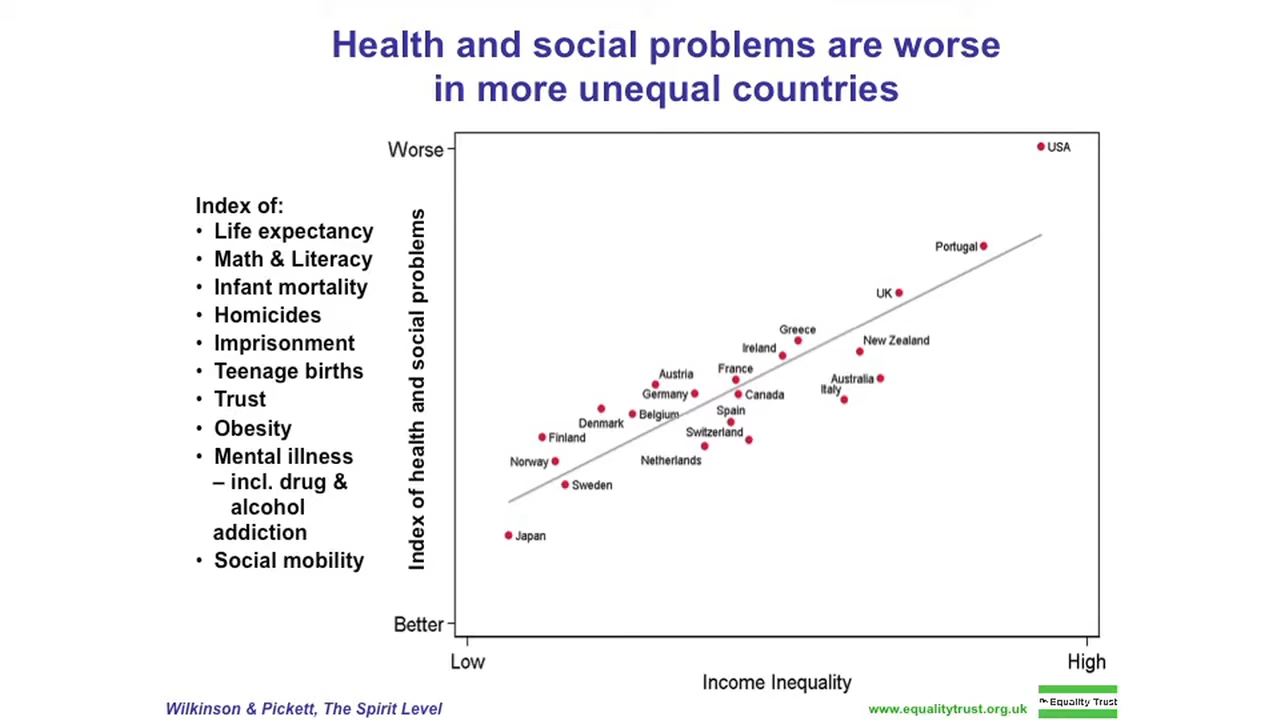 Health and social problems are worse
in more unequal countries
Index of:
• Life expectancy
• Math & Literacy
• Infant mortality
• Homicides
• Imprisonment
• Teenage births
• Trust
• Obesity
• Mental illness
– incl. drug &
alcohol
addiction
• Social mobility
Index of health and social problems
Worse
Better
USA
Portugal
UK
Greece
New Zealand
Ireland
France
Austria
Australia
Italy
Germany
Canada
Spain
Belgium
Denmark
Switzerland
Finland
Netherlands
Norway
Sweden
Japan
Low
High
Income Inequality
Wilkinson & Pickett, The Spirit Level
www.equalitytrust.org.uk
Equality Trust